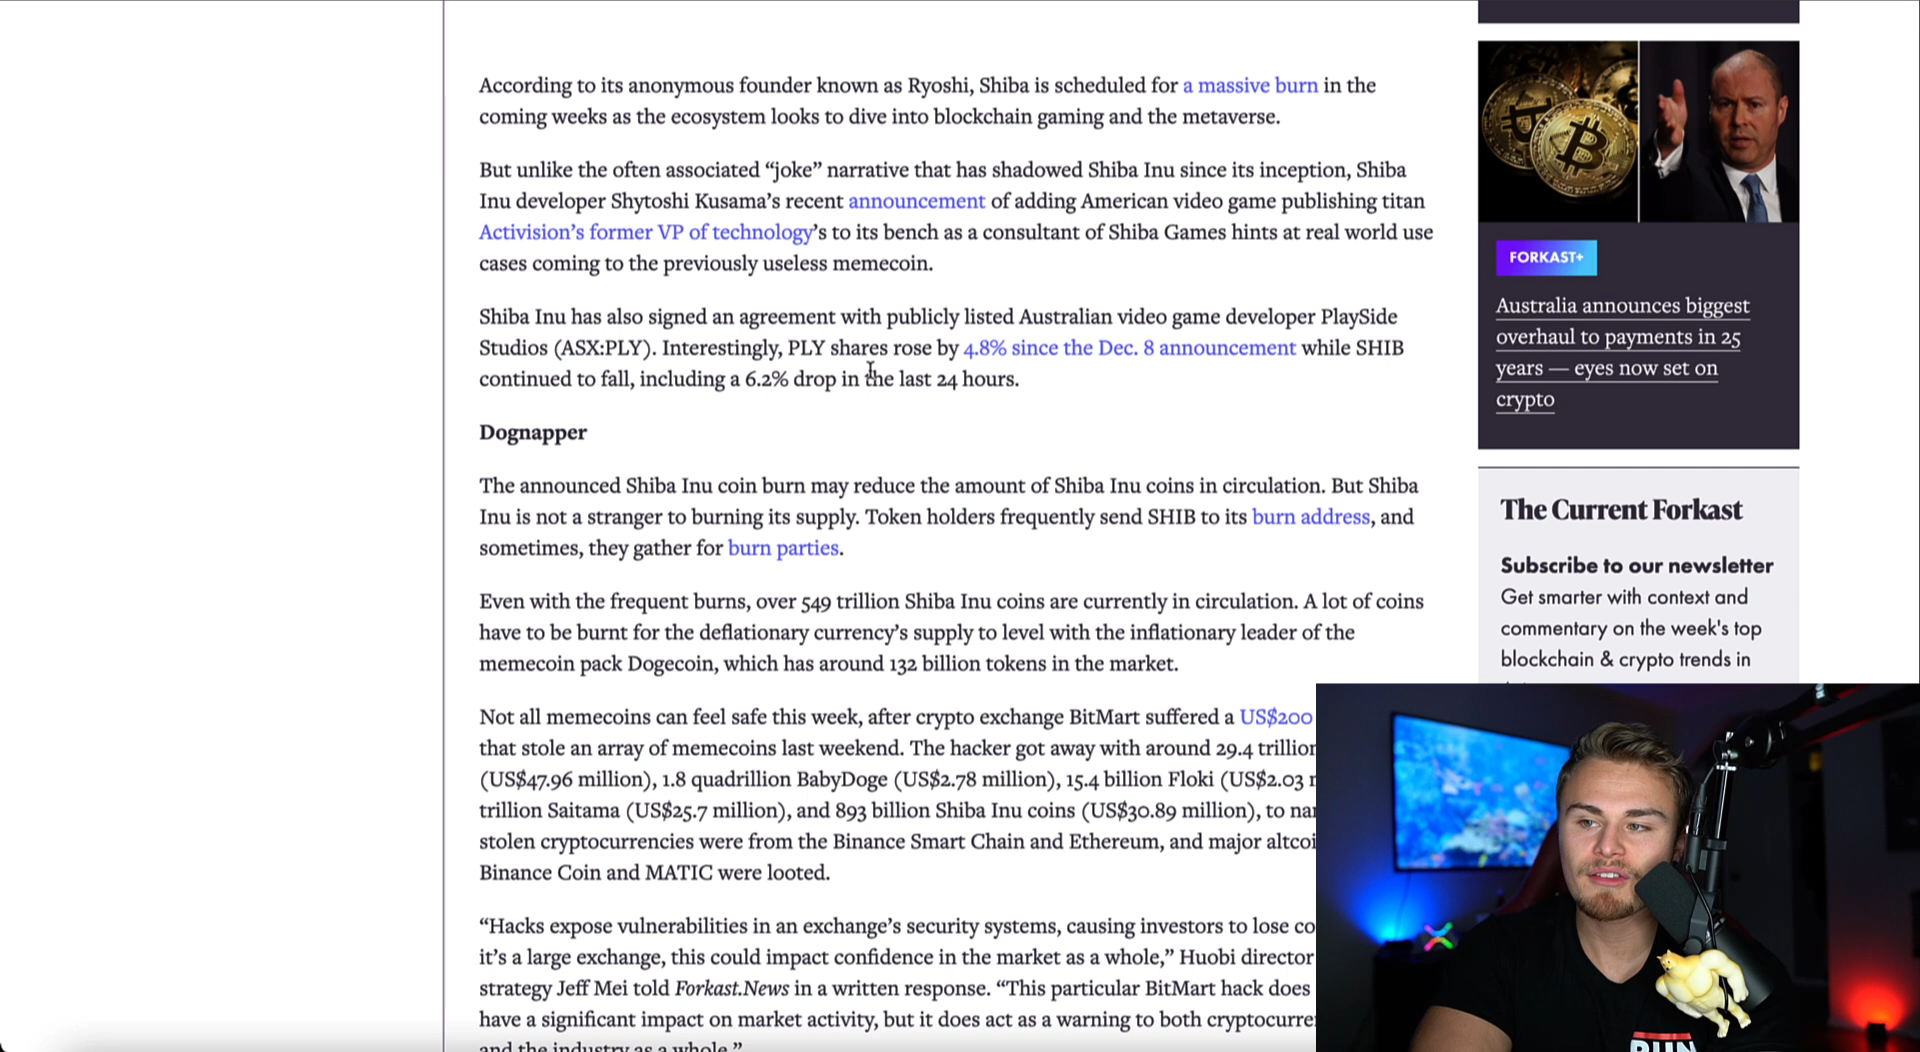 According to its anonymous founder known as Ryoshi, Shiba is scheduled for a massive burn in the
coming weeks as the ecosystem looks to dive into blockchain gaming and the metaverse.
But unlike the often associated “joke” narrative that has shadowed Shiba Inu since its inception, Shiba
Inu developer Shytoshi Kusama’s recent announcement of adding American video game publishing titan
Activision’s former VP of technology’s to its bench as a consultant of Shiba Games hints at real world use
cases coming to the previously useless memecoin.
Shiba Inu has also signed an agreement with publicly listed Australian video game developer PlaySide
Studios (ASX:PLY). Interestingly, PLY shares rose by 4.8% since the Dec. 8 announcement while SHIB
continued to fall, including a 6.2% drop in the last 24 hours.
Dognapper
The announced Shiba Inu coin burn may reduce the amount of Shiba Inu coins in circulation. But Shiba
Inu is not a stranger to burning its supply. Token holders frequently send SHIB to its burn address, and
sometimes, they gather for burn parties.
Even with the frequent burns, over 549 trillion Shiba Inu coins are currently in circulation. A lot of coins
have to be burnt for the deflationary currency’s supply to level with the inflationary leader of the
memecoin pack Dogecoin, which has around 132 billion tokens in the market.
Not all memecoins can feel safe this week, after crypto exchange BitMart suffered a US$200
that stole an array of memecoins last weekend. The hacker got away with around 29.4 trillion
(US$47.96 million), 1.8 quadrillion BabyDoge (US$2.78 million), 15.4 billion Floki (US$2.03
trillion Saitama (US$25.7 million), and 893 billion Shiba Inu coins (US$30.89 million), to
stolen cryptocurrencies were from the Binance Smart Chain and Ethereum, and major
Binance Coin and MATIC were looted.
“Hacks expose vulnerabilities in an exchange’s security systems, causing investors to lose
it’s a large exchange, this could impact confidence in the market as a whole,” Huobi director
strategy Jeff Mei told Forkast.News in a written response. “This particular BitMart hack does
have a significant impact on market activity, but it does act as a warning to both
and the industry as a whole.”
FORKAST+
Australia announces biggest
overhaul to payments in 25
years — eyes now set on
crypto
The Current Forkast
Subscribe to our newsletter
Get smarter with context and
commentary on the week's top
blockchain & crypto trends in
RUN